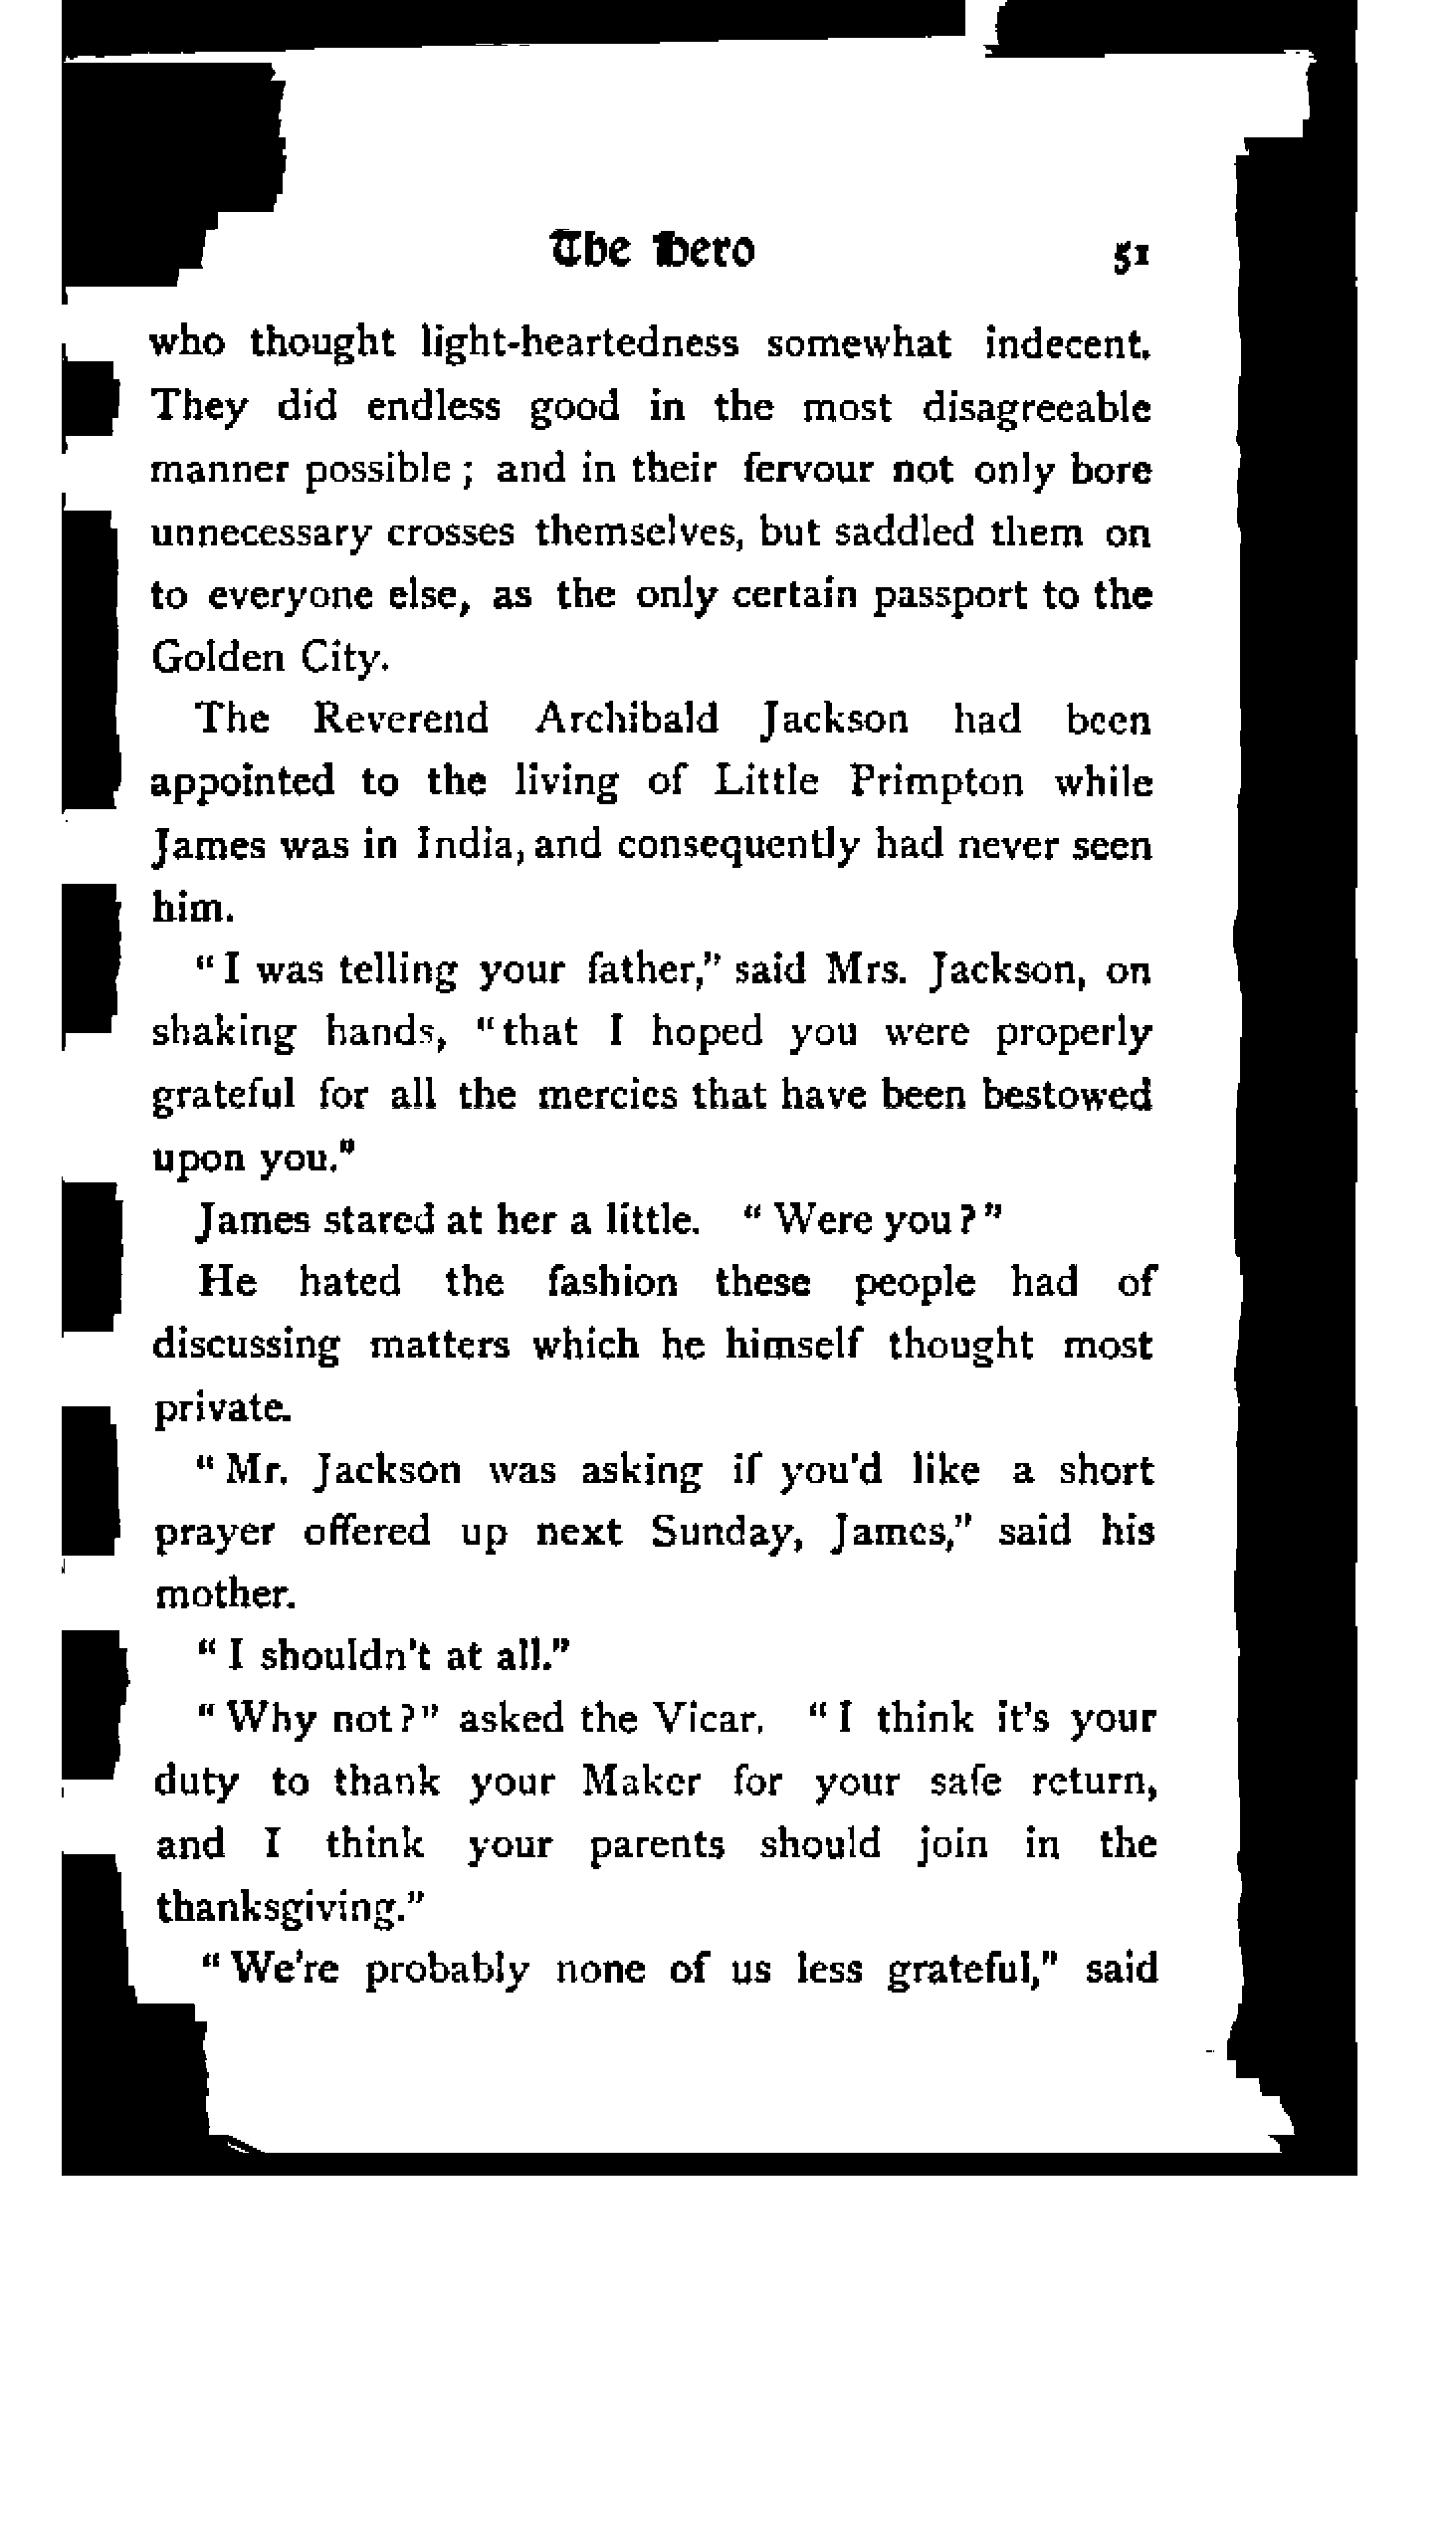 The Hero 51
who thought light-heartedness somewhat indecent.
They did endless good in the most disagreeable
manner possible ; and in their fervour not only bore
unnecessary crosses themselves, but saddled them on
to everyone else, as the only certain passport to the
Golden City.
The Reverend Archibald Jackson had been
appointed to the living of Little Primpton while
James was in India, and consequently had never seen
him.
“ I was telling your father,” said Mrs. Jackson, on
shaking hands, “ that I hoped you were properly
grateful for all the mercies that have been bestowed
upon you.”
James stared at her a little. “ Were you ? ”
He hated the fashion these people had of
discussing matters which he himself thought most
private.
“ Mr. Jackson was asking if you'd like a short
prayer offered up next Sunday, James,” said his
mother.
“ I shouldn't at all.”
“ Why not ? ” asked the Vicar. “ I think it's your
duty to thank your Maker for your safe return,
and I think your parents should join in the
thanksgiving.”
“ We're probably none of us less grateful,” said